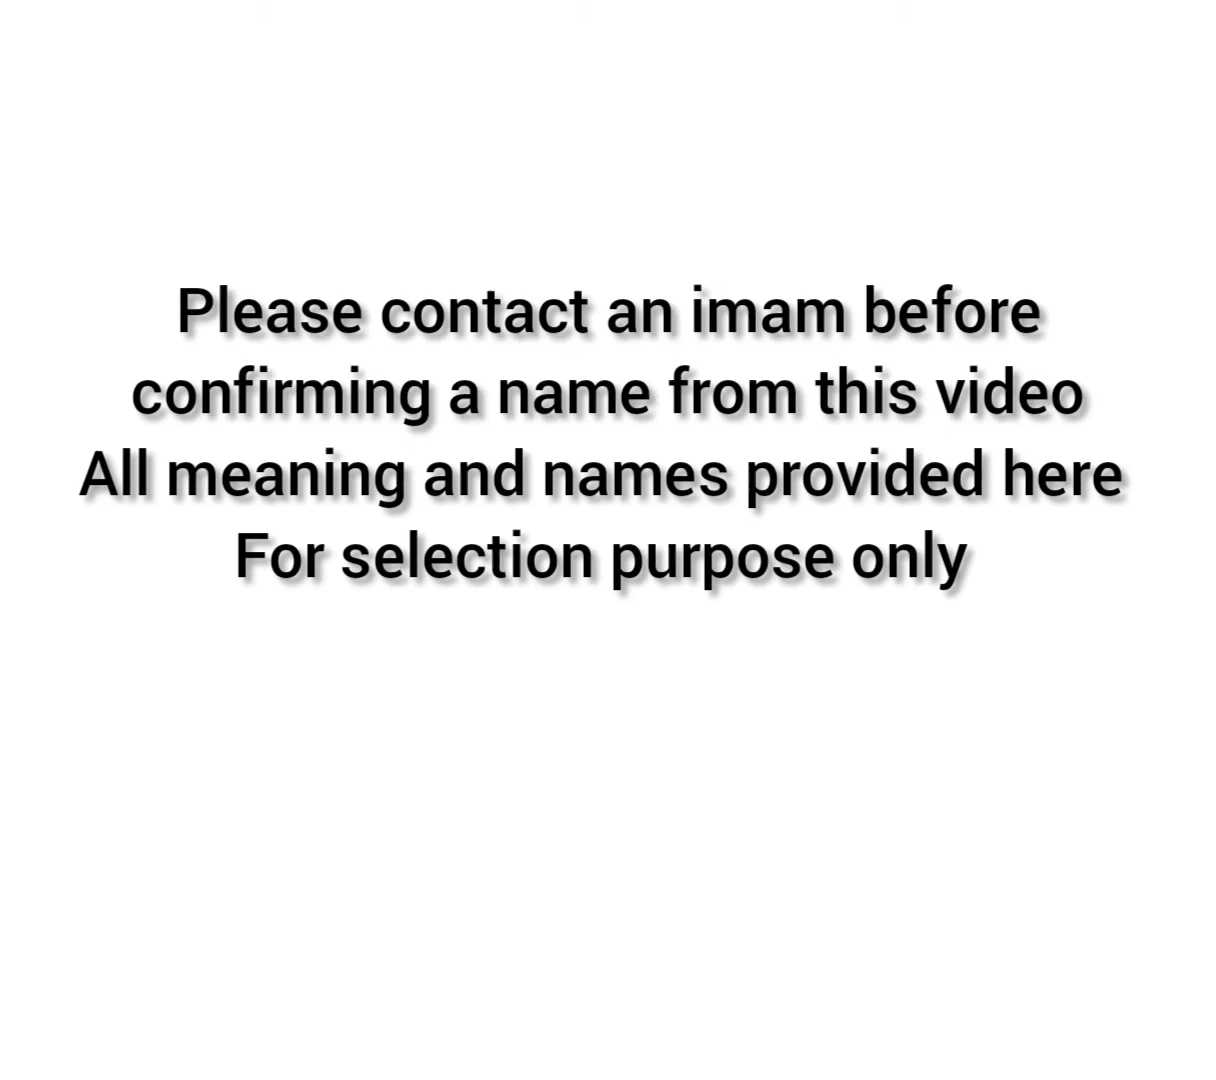 Please contact an imam before
confirming a name from this video
All meaning and names provided here
For selection purpose only